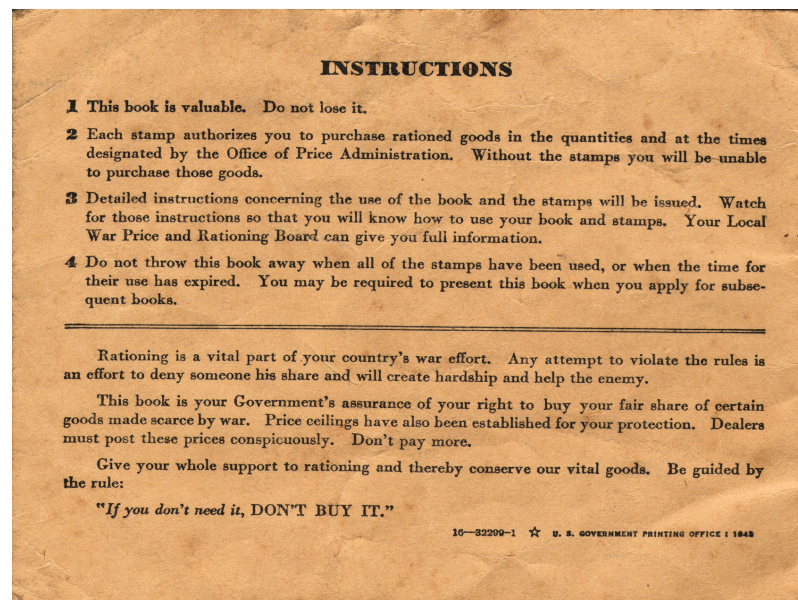 INSTRUCTIONS
1 This book is valuable. Do not lose it.
2 Each stamp authorizes you to purchase rationed goods in the quantities and at the times
designated by the Office of Price Administration. Without the stamps you will be unable
to purchase those goods.
3 Detailed instructions concerning the use of the book and the stamps will be issued. Watch
for those instructions so that you will know how to use your book and stamps. Your Local
War Price and Rationing Board can give you full information.
4 Do not throw this book away when all of the stamps have been used, or when the time for
their use has expired. You may be required to present this book when you apply for subse-
quent books.
Rationing is a vital part of your country's war effort. Any attempt to violate the rules is
an effort to deny someone his share and will create hardship and help the enemy.
This book is your Government's assurance of your right to buy your fair share of certain
goods made scarce by war. Price ceilings have also been established for your protection. Dealers
must post these prices conspicuously. Don't pay more.
Give your whole support to rationing and thereby conserve our vital goods. Be guided by
the rule:
"If you don't need it, DON'T BUY IT."
16—32299-1 ☆ U. S. GOVERNMENT PRINTING OFFICE : 1943